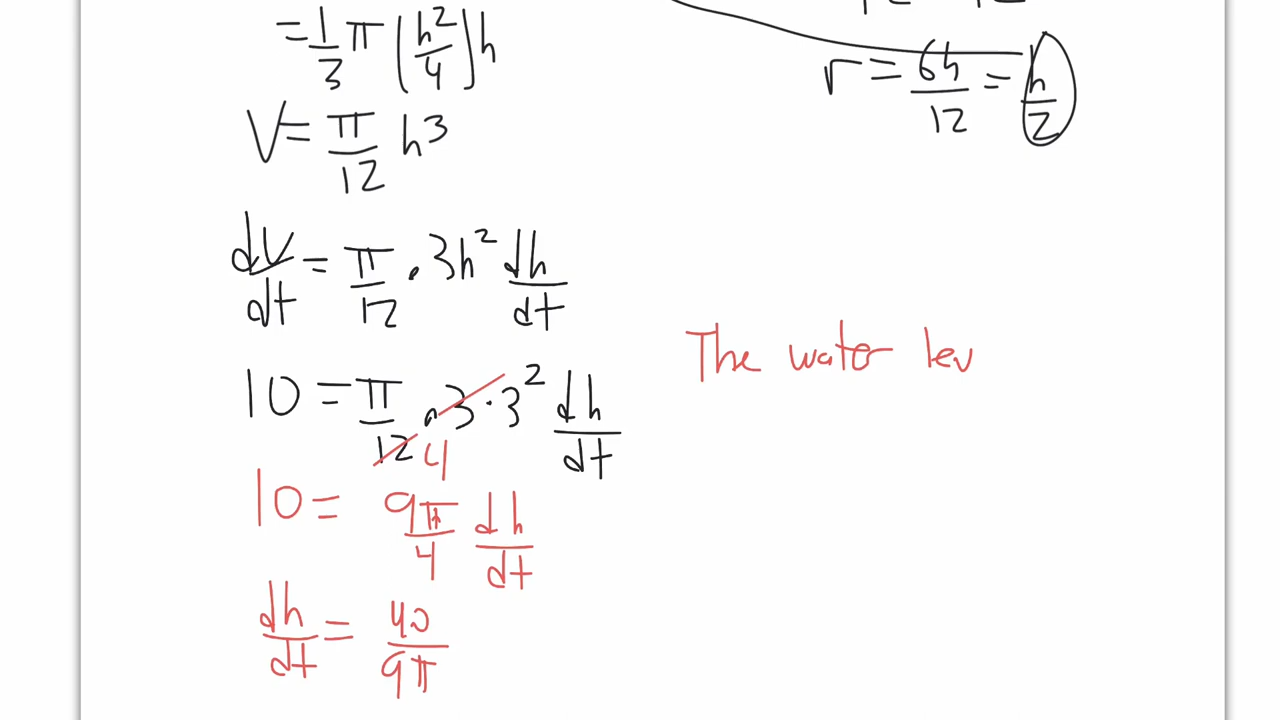 = 1/3 π (h²/4) h
r = 6h/12 = h/2
V = π/12 h³
dV/dt = π/12 · 3h² dh/dt
The water lev
10 = π/12 · 3 · 3² dh/dt
4
10 = 9π/4 dh/dt
dh/dt = 40/9π